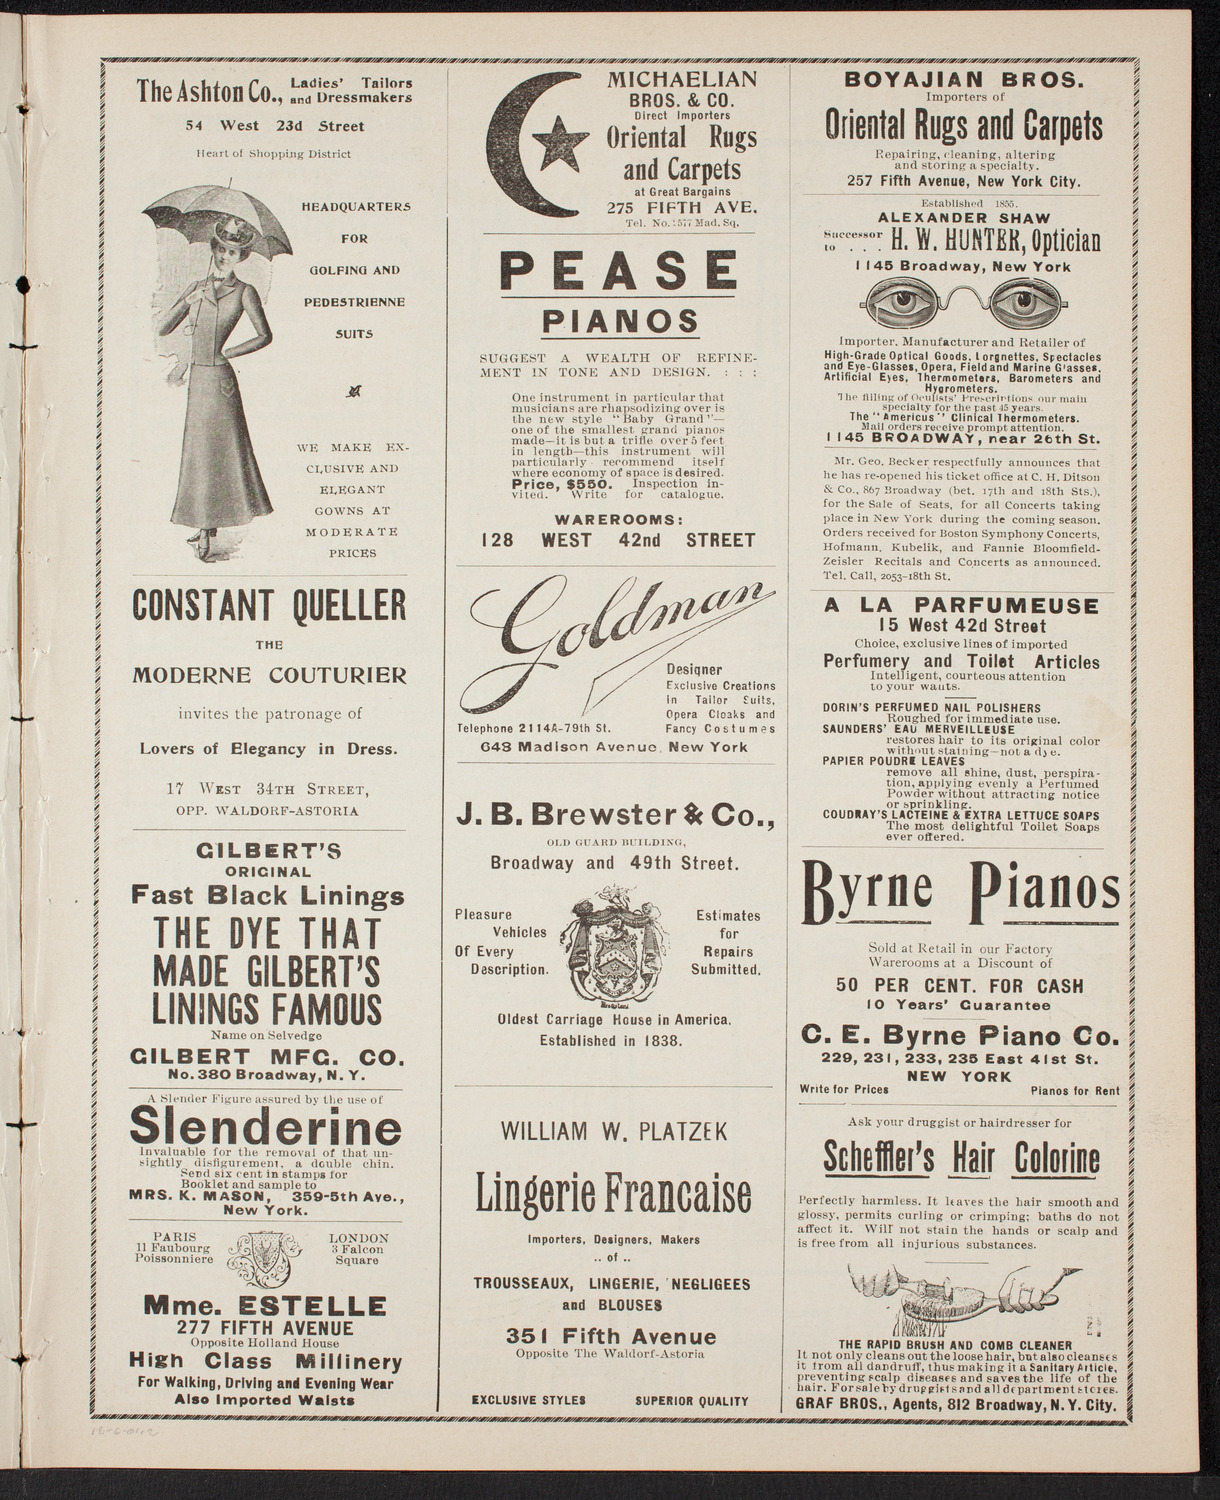 The Ashton Co., Ladies' Tailors
and Dressmakers
54 West 23d Street
Heart of Shopping District
HEADQUARTERS
FOR
GOLFING AND
PEDESTRIENNE
SUITS
WE MAKE EX-
CLUSIVE AND
ELEGANT
GOWNS AT
MODERATE
PRICES
CONSTANT QUELLER
THE
MODERNE COUTURIER
invites the patronage of
Lovers of Elegancy in Dress.
17 WEST 34TH STREET,
OPP. WALDORF-ASTORIA
GILBERT'S
ORIGINAL
Fast Black Linings
THE DYE THAT
MADE GILBERT'S
LININGS FAMOUS
Name on Selvedge
GILBERT MFG. CO.
No. 380 Broadway, N. Y.
A Slender Figure assured by the use of
Slenderine
Invaluable for the removal of that un-
sightly disfigurement, a double chin.
Send six cent in stamps for
Booklet and sample to
MRS. K. MASON, 359-5th Ave.,
New York.
PARIS
11 Faubourg
Poissonniere
LONDON
3 Falcon
Square
Mme. ESTELLE
277 FIFTH AVENUE
Opposite Holland House
High Class Millinery
For Walking, Driving and Evening Wear
Also Imported Waists
MICHAELIAN
BROS. & CO.
Direct Importers
Oriental Rugs
and Carpets
at Great Bargains
275 FIFTH AVE.
Tel. No. 1577 Mad. Sq.
PEASE
PIANOS
SUGGEST A WEALTH OF REFINE-
MENT IN TONE AND DESIGN. : : :
One instrument in particular that
musicians are rhapsodizing over is
the new style "Baby Grand"—
one of the smallest grand pianos
made—it is but a trifle over 5 feet
in length—this instrument will
particularly recommend itself
where economy of space is desired.
Price, $550. Inspection in-
vited. Write for catalogue.
WAREROOMS:
128 WEST 42nd STREET
Goldman
Designer
Exclusive Creations
in Tailor Suits,
Opera Cloaks and
Fancy Costumes
Telephone 2114A-79th St.
643 Madison Avenue, New York
J. B. Brewster & Co.,
OLD GUARD BUILDING,
Broadway and 49th Street.
Pleasure
Vehicles
Of Every
Description.
Estimates
for
Repairs
Submitted.
Oldest Carriage House in America.
Established in 1838.
WILLIAM W. PLATZEK
Lingerie Francaise
Importers, Designers, Makers
.. of ..
TROUSSEAUX, LINGERIE, NEGLIGEES
and BLOUSES
351 Fifth Avenue
Opposite The Waldorf-Astoria
EXCLUSIVE STYLES SUPERIOR QUALITY
BOYAJIAN BROS.
Importers of
Oriental Rugs and Carpets
Repairing, cleaning, altering
and storing a specialty.
257 Fifth Avenue, New York City.
Established 1855.
ALEXANDER SHAW
Successor
to . . . H. W. HUNTER, Optician
1145 Broadway, New York
Importer, Manufacturer and Retailer of
High-Grade Optical Goods, Lorgnettes, Spectacles
and Eye-Glasses, Opera, Field and Marine Glasses,
Artificial Eyes, Thermometers, Barometers and
Hygrometers.
The filling of Oculists' Prescriptions our main
specialty for the past 45 years.
The "Americus" Clinical Thermometers.
Mail orders receive prompt attention.
1145 BROADWAY, near 26th St.
Mr. Geo. Becker respectfully announces that
he has re-opened his ticket office at C. H. Ditson
& Co., 867 Broadway (bet. 17th and 18th Sts.),
for the Sale of Seats, for all Concerts taking
place in New York during the coming season.
Orders received for Boston Symphony Concerts,
Hofmann, Kubelik, and Fannie Bloomfield-
Zeisler Recitals and Concerts as announced.
Tel. Call, 2053-18th St.
A LA PARFUMEUSE
15 West 42d Street
Choice, exclusive lines of imported
Perfumery and Toilet Articles
Intelligent, courteous attention
to your wants.
DORIN'S PERFUMED NAIL POLISHERS
Roughed for immediate use.
SAUNDERS' EAU MERVEILLEUSE
restores hair to its original color
without staining—not a dye.
PAPIER POUDRE LEAVES
remove all shine, dust, perspira-
tion, applying evenly a Perfumed
Powder without attracting notice
or sprinkling.
COUDRAY'S LACTEINE & EXTRA LETTUCE SOAPS
The most delightful Toilet Soaps
ever offered.
Byrne Pianos
Sold at Retail in our Factory
Warerooms at a Discount of
50 PER CENT. FOR CASH
10 Years' Guarantee
C. E. Byrne Piano Co.
229, 231, 233, 235 East 41st St.
NEW YORK
Write for Prices Pianos for Rent
Ask your druggist or hairdresser for
Scheffler's Hair Colorine
Perfectly harmless. It leaves the hair smooth and
glossy, permits curling or crimping; baths do not
affect it. Will not stain the hands or scalp and
is free from all injurious substances.
THE RAPID BRUSH AND COMB CLEANER
It not only cleans out the loose hair, but also cleanses
it from all dandruff, thus making it a Sanitary Article,
preventing scalp diseases and saves the life of the
hair. For sale by druggists and all department stores.
GRAF BROS., Agents, 812 Broadway, N. Y. City.